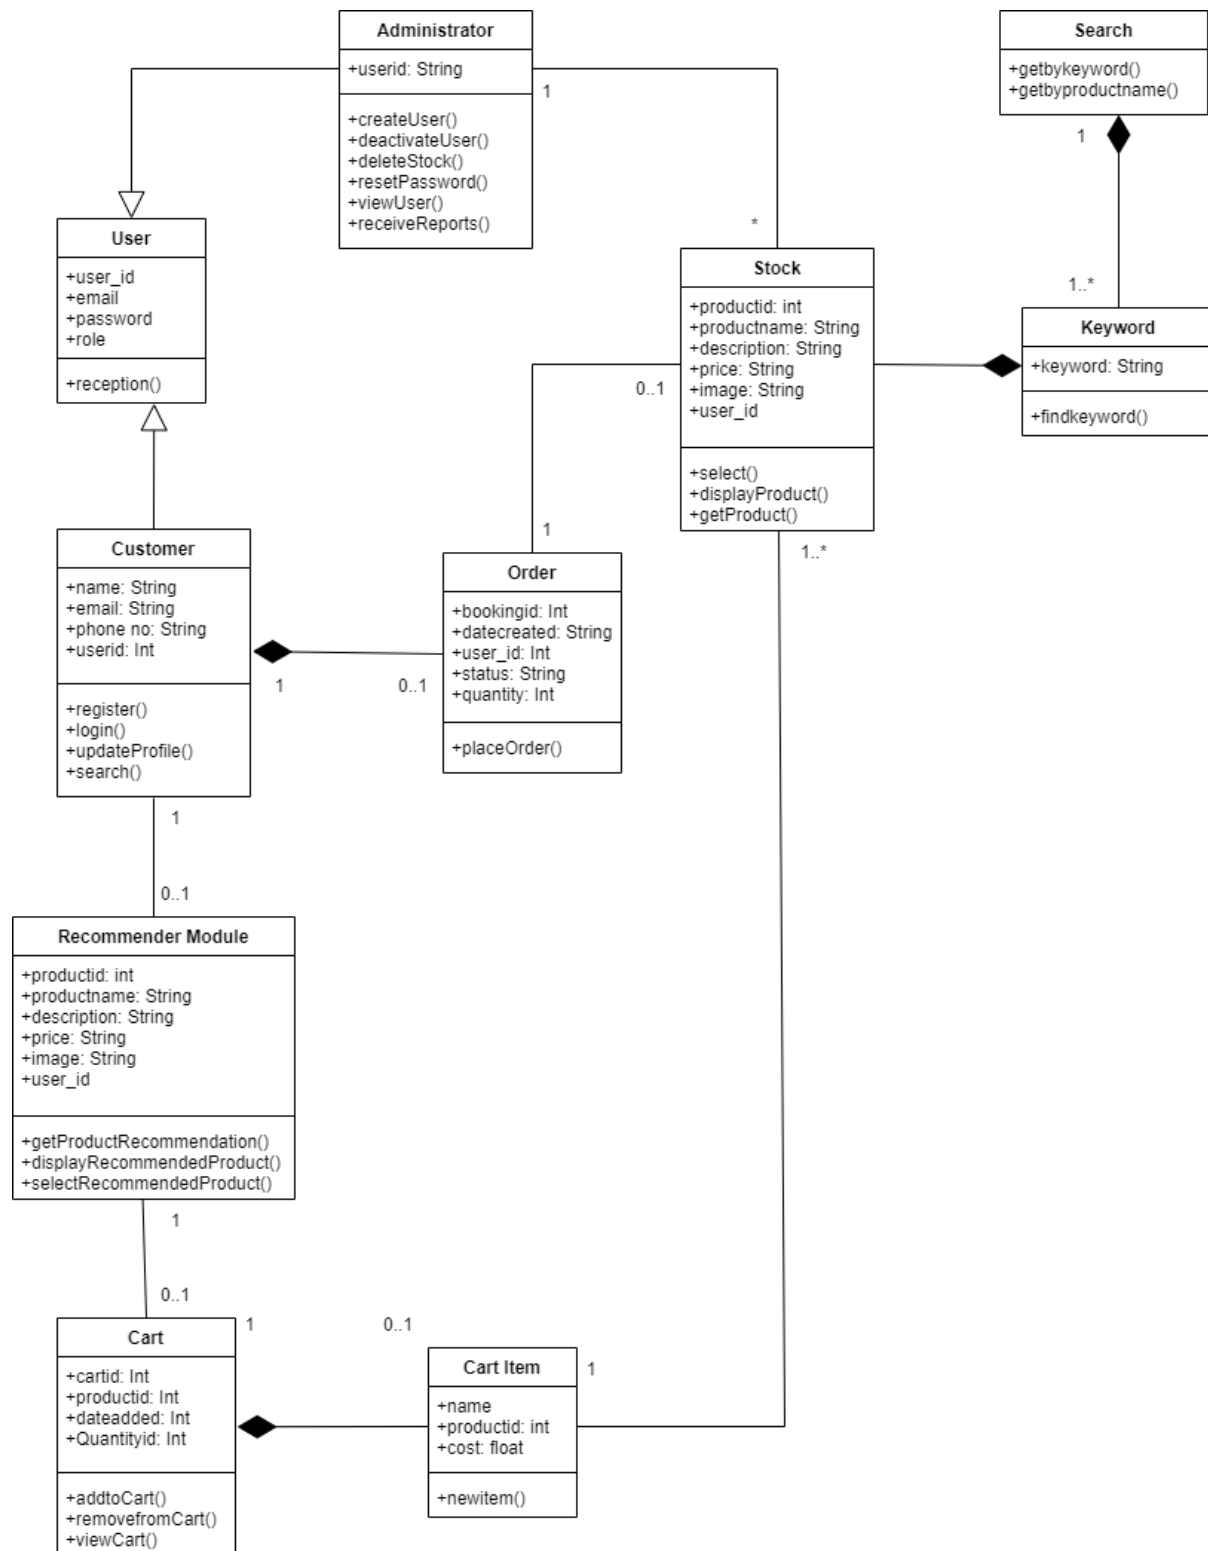 Administrator
+userid: String
+createUser()
+deactivateUser()
+deleteStock()
+resetPassword()
+viewUser()
+receiveReports()
1
*
Search
+getbykeyword()
+getbyproductname()
1
1..*
User
+user_id
+email
+password
+role
+reception()
Stock
+productid: int
+productname: String
+description: String
+price: String
+image: String
+user_id
+select()
+displayProduct()
+getProduct()
0..1
1..*
Keyword
+keyword: String
+findkeyword()
Customer
+name: String
+email: String
+phone no: String
+userid: Int
+register()
+login()
+updateProfile()
+search()
1
0..1
1
Order
+bookingid: Int
+datecreated: String
+user_id: Int
+status: String
+quantity: Int
+placeOrder()
1
0..1
Recommender Module
+productid: int
+productname: String
+description: String
+price: String
+image: String
+user_id
+getProductRecommendation()
+displayRecommendedProduct()
+selectRecommendedProduct()
1
0..1
Cart
+cartid: Int
+productid: Int
+dateadded: Int
+Quantityid: Int
+addtoCart()
+removefromCart()
+viewCart()
1
0..1
Cart Item
+name
+productid: int
+cost: float
+newitem()
1